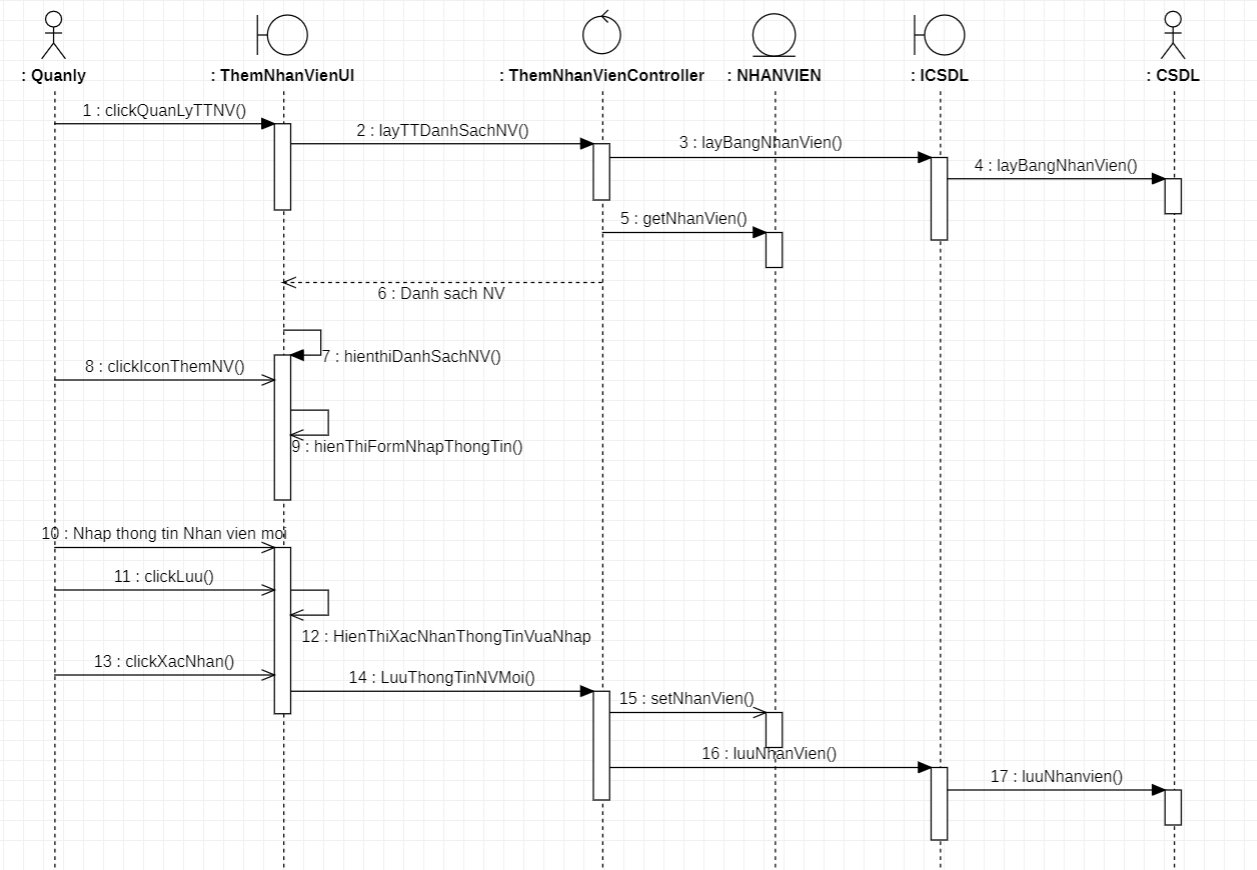 : Quanly
: ThemNhanVienUI
: ThemNhanVienController
: NHANVIEN
: ICSDL
: CSDL
1 : clickQuanLyTTNV()
2 : layTTDanhSachNV()
3 : layBangNhanVien()
4 : layBangNhanVien()
5 : getNhanVien()
6 : Danh sach NV
7 : hienthiDanhSachNV()
8 : clickIconThemNV()
9 : hienThiFormNhapThongTin()
10 : Nhap thong tin Nhan vien moi
11 : clickLuu()
12 : HienThiXacNhanThongTinVuaNhap
13 : clickXacNhan()
14 : LuuThongTinNVMoi()
15 : setNhanVien()
16 : luuNhanVien()
17 : luuNhanvien()